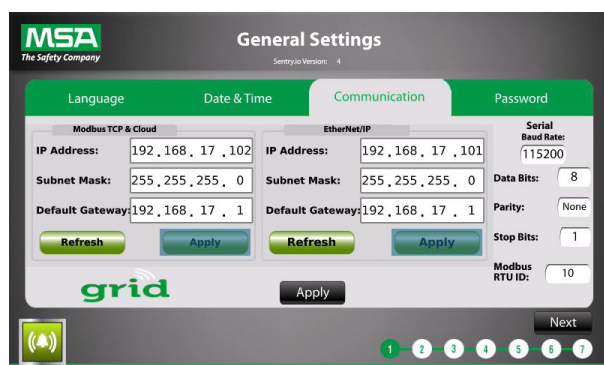 MSA
The Safety Company
General Settings
Sentry.io Version: 4
Language
Date & Time
Communication
Password
Modbus TCP & Cloud
IP Address: 192.168. 17 .102
Subnet Mask: 255.255.255. 0
Default Gateway: 192.168. 17 . 1
Refresh Apply
EtherNet/IP
IP Address: 192.168. 17 .101
Subnet Mask: 255.255.255. 0
Default Gateway: 192.168. 17 . 1
Refresh Apply
Serial
Baud Rate:
115200
Data Bits: 8
Parity: None
Stop Bits: 1
Modbus
RTU ID: 10
grid
Apply
Next
1 2 3 4 5 6 7